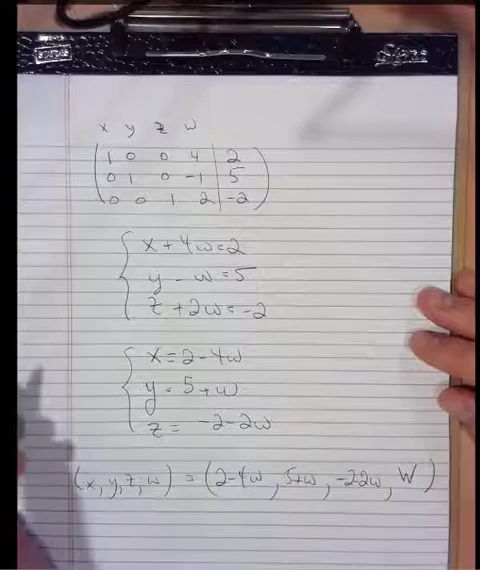 x y z w
1 0 0 4 | 2
0 1 0 -1 | 5
0 0 1 2 | -2
x + 4w = 2
y - w = 5
z + 2w = -2
x = 2 - 4w
y = 5 + w
z = -2 - 2w
(x, y, z, w) = (2-4w, 5+w, -2-2w, w)